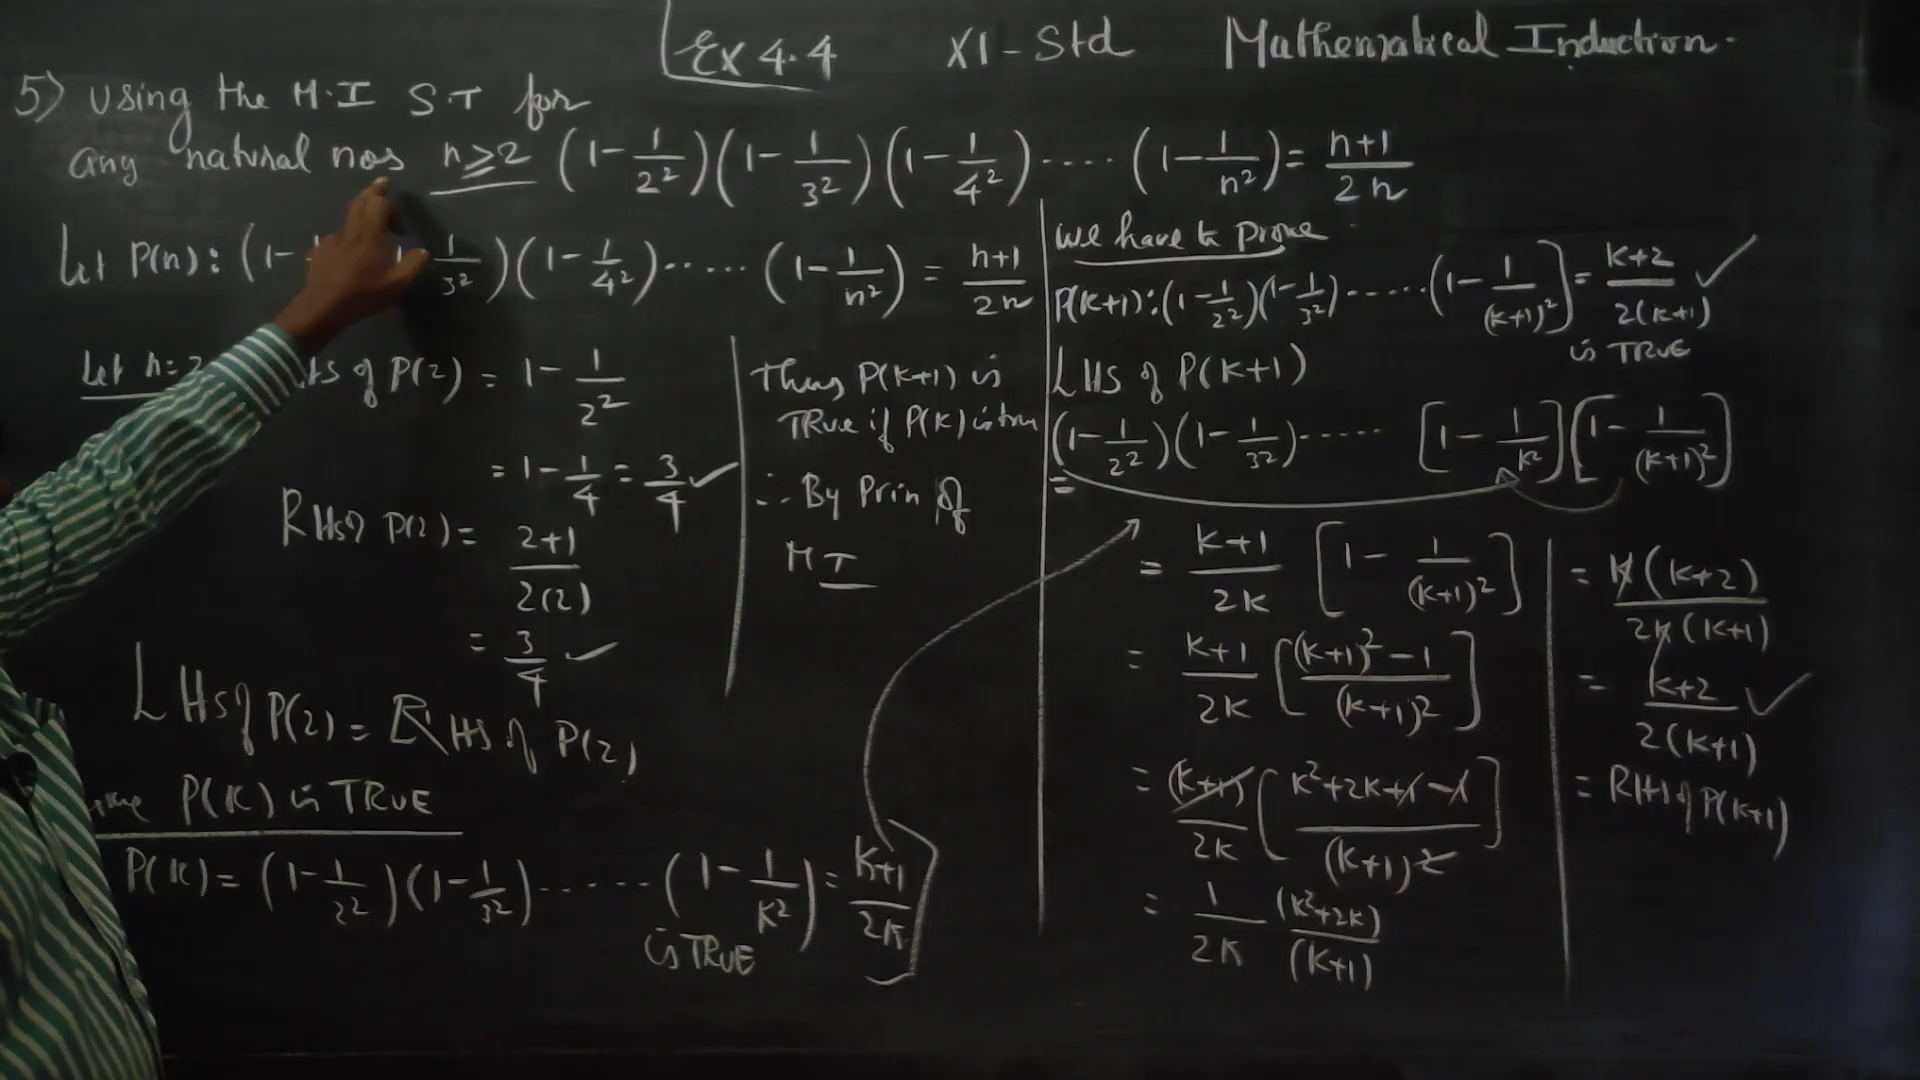 Ex 4.4 XI-Std Mathematical Induction.
5) Using the M.I S.T for
any natural nos n≥2 (1-1/2²)(1-1/3²)(1-1/4²).....(1-1/n²)=n+1/2n
Let P(n): (1- 1/3²)(1-1/4²)......(1-1/n²) = n+1/2n
Let n=2 HS of P(2) = 1-1/2²
= 1-1/4 = 3/4 ✓
RHS of P(2) = 2+1/2(2)
= 3/4 ✓
LHS of P(2) = RHS of P(2)
P(K) is TRUE
P(K) = (1-1/2²)(1-1/3²)......(1-1/K²) = K+1/2K
is TRUE
Thus P(K+1) is
TRUE if P(K) is true
∴ By Prin of
MI
We have to prove
P(K+1): (1-1/2²)(1-1/3²)......(1-1/(K+1)²] = K+2/2(K+1) ✓
is TRUE
LHS of P(K+1)
(1-1/2²)(1-1/3²)...... [1-1/K²][1-1/(K+1)²]
=
= K+1/2K [1-1/(K+1)²]
= K+1/2K [(K+1)²-1/(K+1)²]
= (K+1)/2K [K²+2K+1-1/(K+1)2]
= 1/2K (K²+2K)/(K+1)
= K(K+2)/2K(K+1)
= K+2/2(K+1) ✓
= RHS of P(K+1)